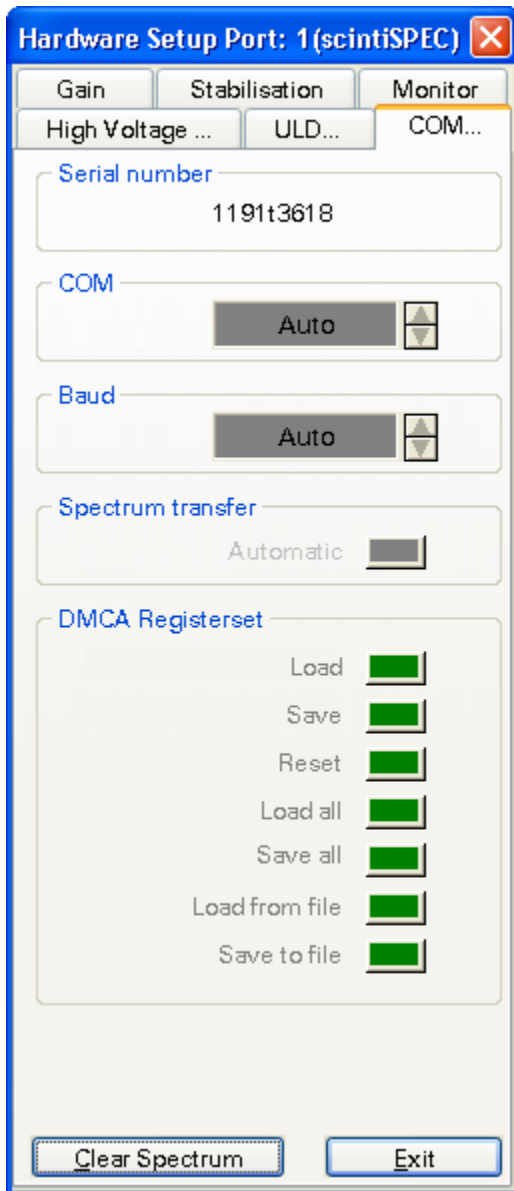 Hardware Setup Port: 1(scintiSPEC)
Gain Stabilisation Monitor
High Voltage ... ULD... COM...
Serial number
1191t3618
COM
Auto
Baud
Auto
Spectrum transfer
Automatic
DMCA Registerset
Load
Save
Reset
Load all
Save all
Load from file
Save to file
Clear Spectrum Exit